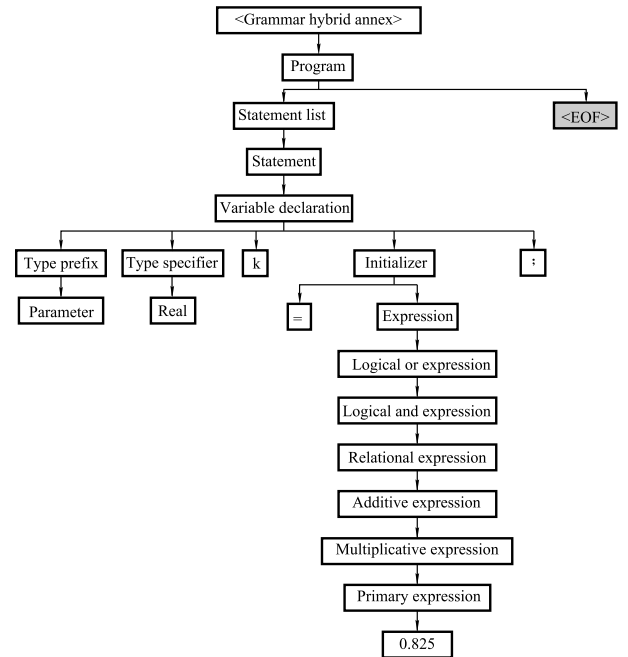 <Grammar hybrid annex>
Program
Statement list
<EOF>
Statement
Variable declaration
Type prefix
Type specifier
k
Initializer
;
Parameter
Real
=
Expression
Logical or expression
Logical and expression
Relational expression
Additive expression
Multiplicative expression
Primary expression
0.825